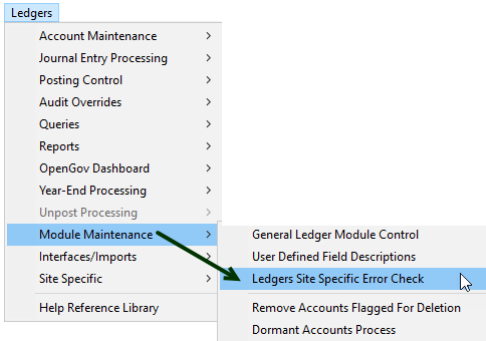 Ledgers
Account Maintenance
Journal Entry Processing
Posting Control
Audit Overrides
Queries
Reports
OpenGov Dashboard
Year-End Processing
Unpost Processing
Module Maintenance
Interfaces/Imports
Site Specific
Help Reference Library
General Ledger Module Control
User Defined Field Descriptions
Ledgers Site Specific Error Check
Remove Accounts Flagged For Deletion
Dormant Accounts Process